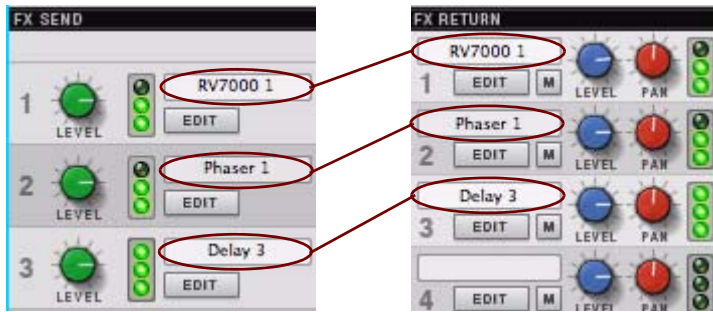 FX SEND
1
LEVEL
RV7000 1
EDIT
2
LEVEL
Phaser 1
EDIT
3
LEVEL
Delay 3
EDIT
FX RETURN
RV7000 1
1 EDIT M LEVEL PAN
Phaser 1
2 EDIT M LEVEL PAN
Delay 3
3 EDIT M LEVEL PAN
4 EDIT M LEVEL PAN